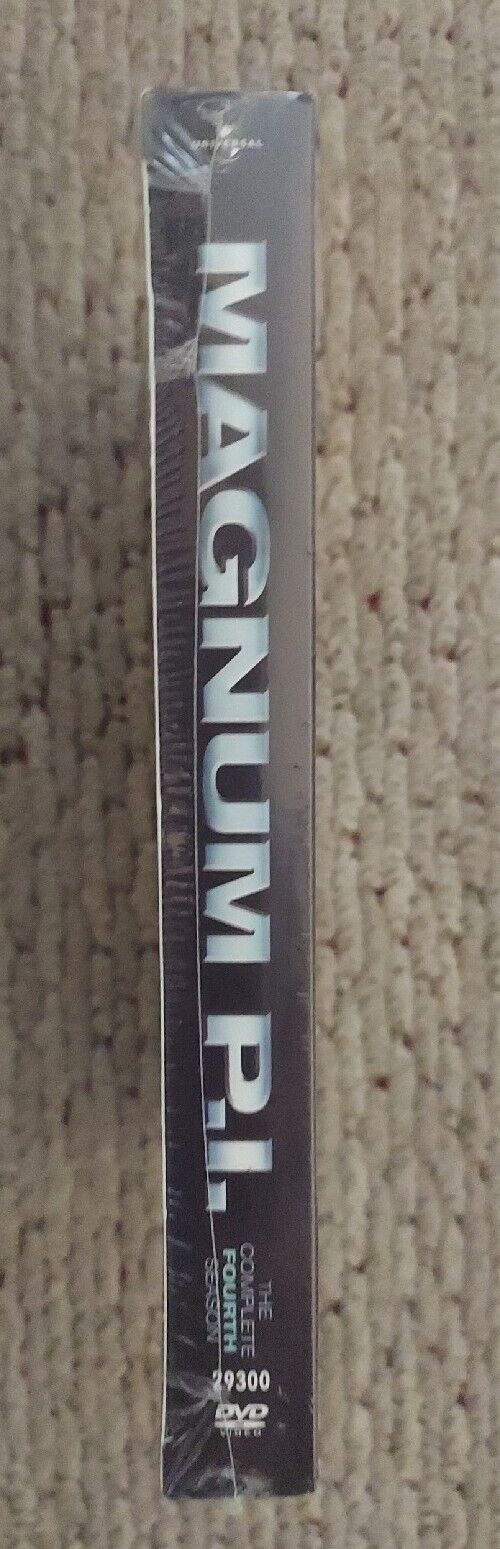 UNIVERSAL
MAGNUM P.I.
THE
COMPLETE
FOURTH
SEASON
29300
DVD
VIDEO